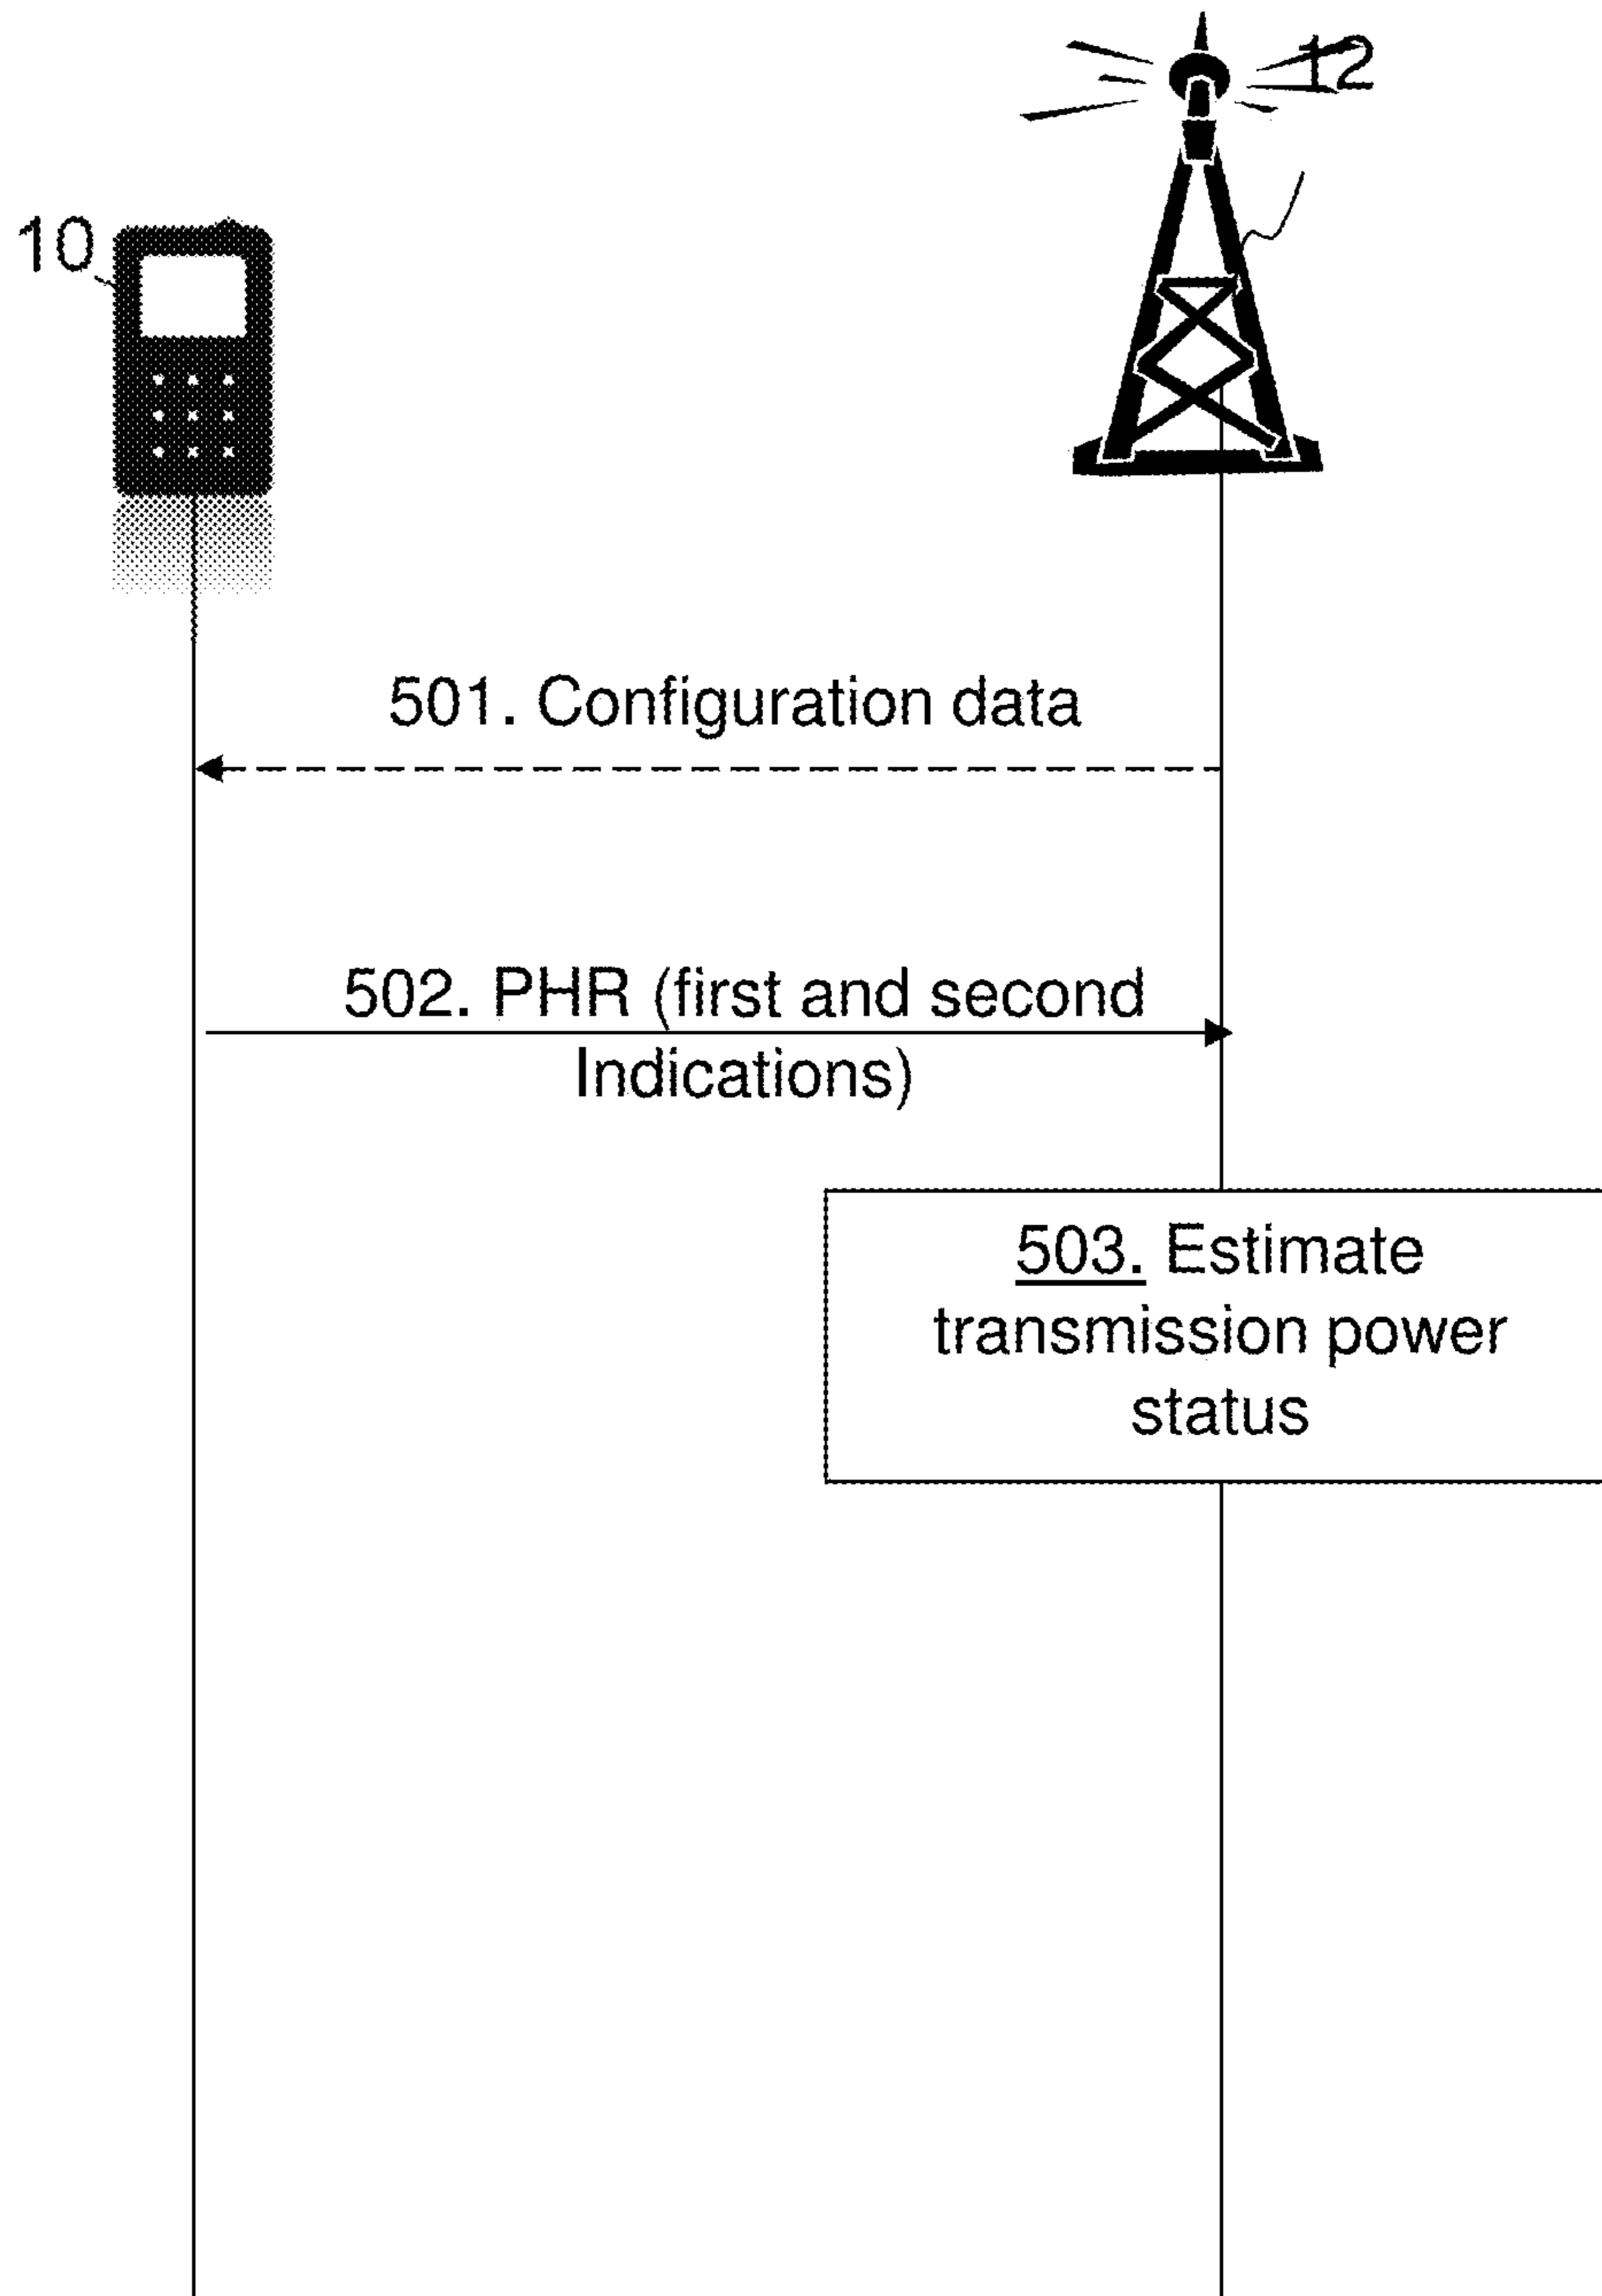 12
10
501. Configuration data
502. PHR (first and second
Indications)
503. Estimate
transmission power
status